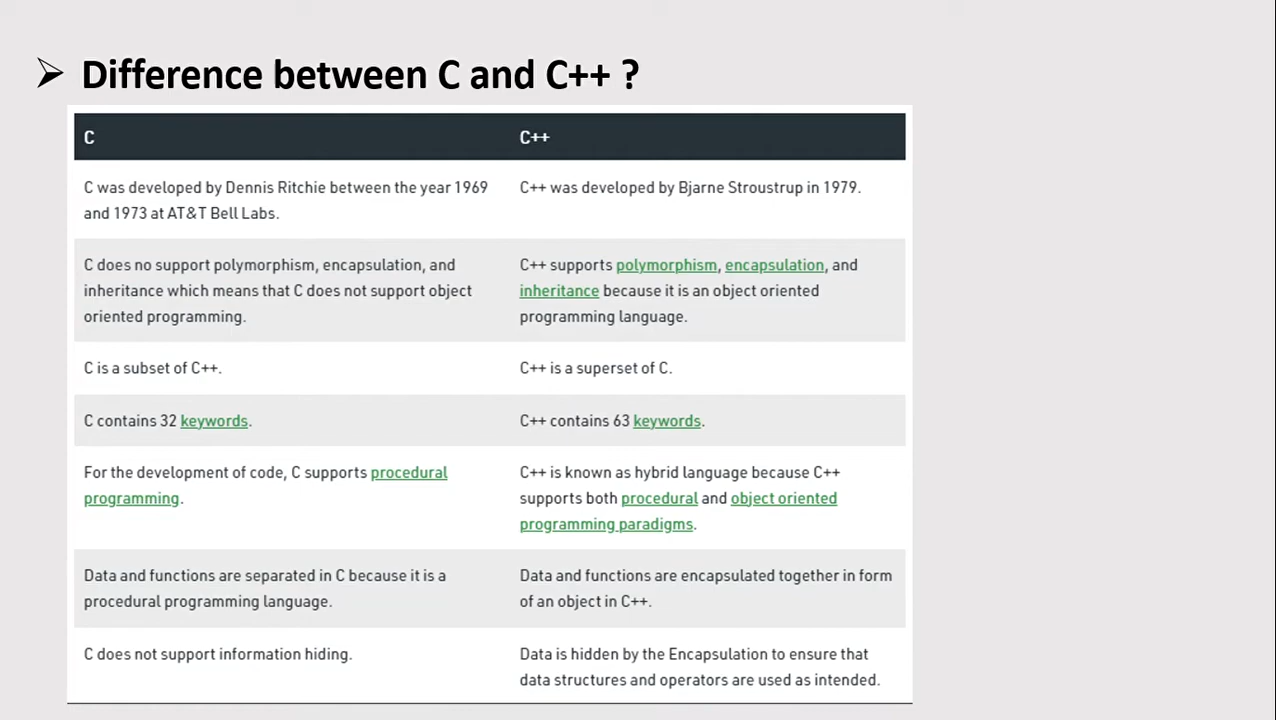 ➢ Difference between C and C++ ?
C C++
C was developed by Dennis Ritchie between the year 1969
and 1973 at AT&T Bell Labs.
C++ was developed by Bjarne Stroustrup in 1979.
C does no support polymorphism, encapsulation, and
inheritance which means that C does not support object
oriented programming.
C++ supports polymorphism, encapsulation, and
inheritance because it is an object oriented
programming language.
C is a subset of C++.
C++ is a superset of C.
C contains 32 keywords.
C++ contains 63 keywords.
For the development of code, C supports procedural
programming.
C++ is known as hybrid language because C++
supports both procedural and object oriented
programming paradigms.
Data and functions are separated in C because it is a
procedural programming language.
Data and functions are encapsulated together in form
of an object in C++.
C does not support information hiding.
Data is hidden by the Encapsulation to ensure that
data structures and operators are used as intended.